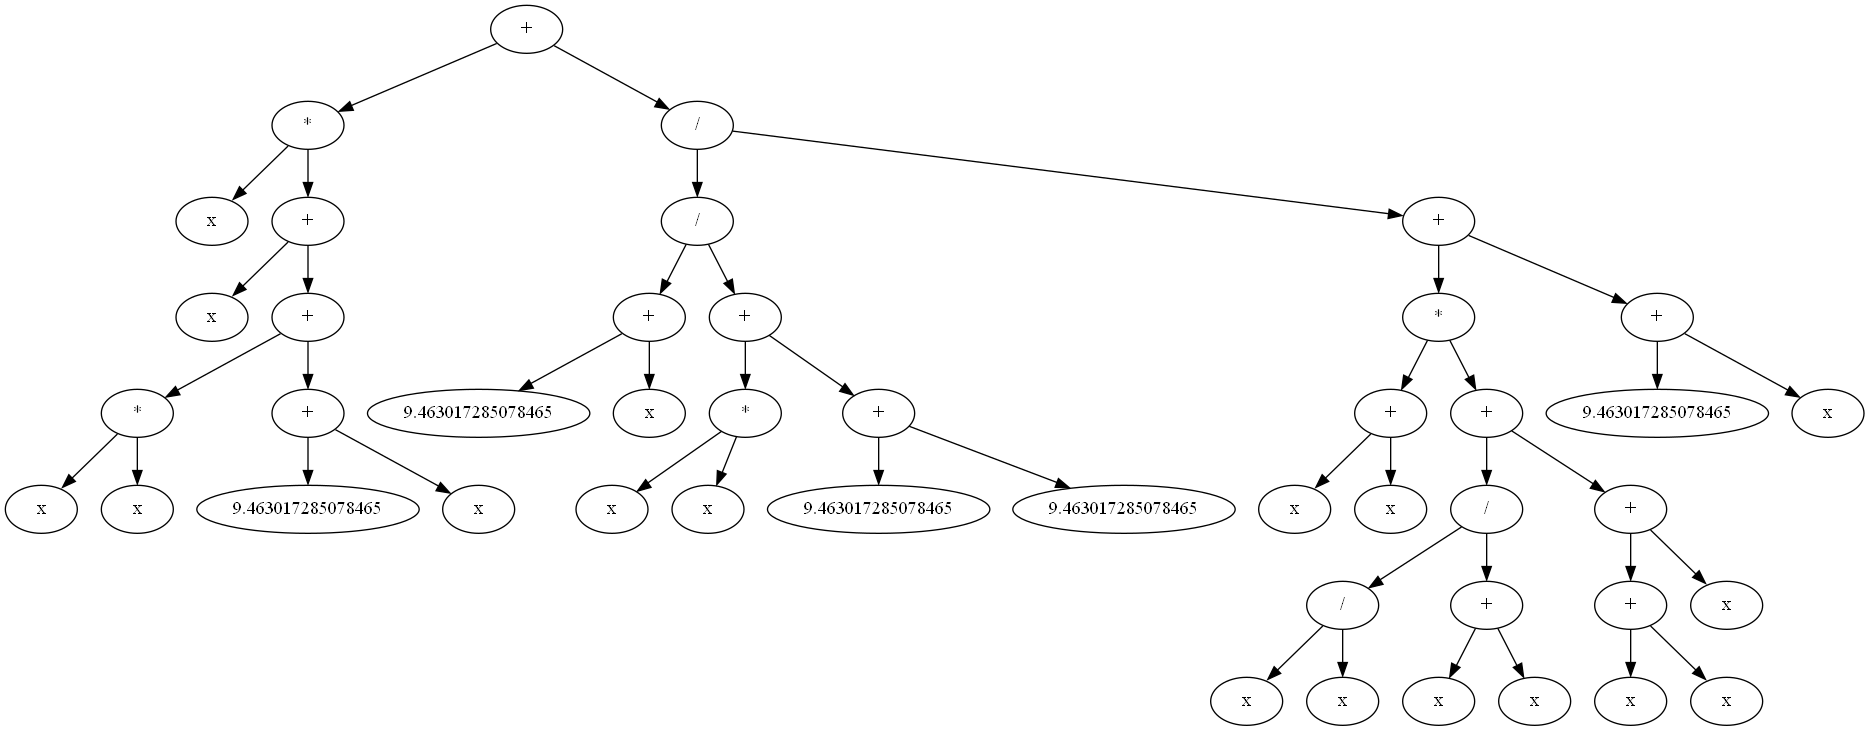 +
* /
x + / +
x + + + * +
* + 9.463017285078465 x * + + + 9.463017285078465 x
x x 9.463017285078465 x x x 9.463017285078465 9.463017285078465 x x / +
/ + + x
x x x x x x